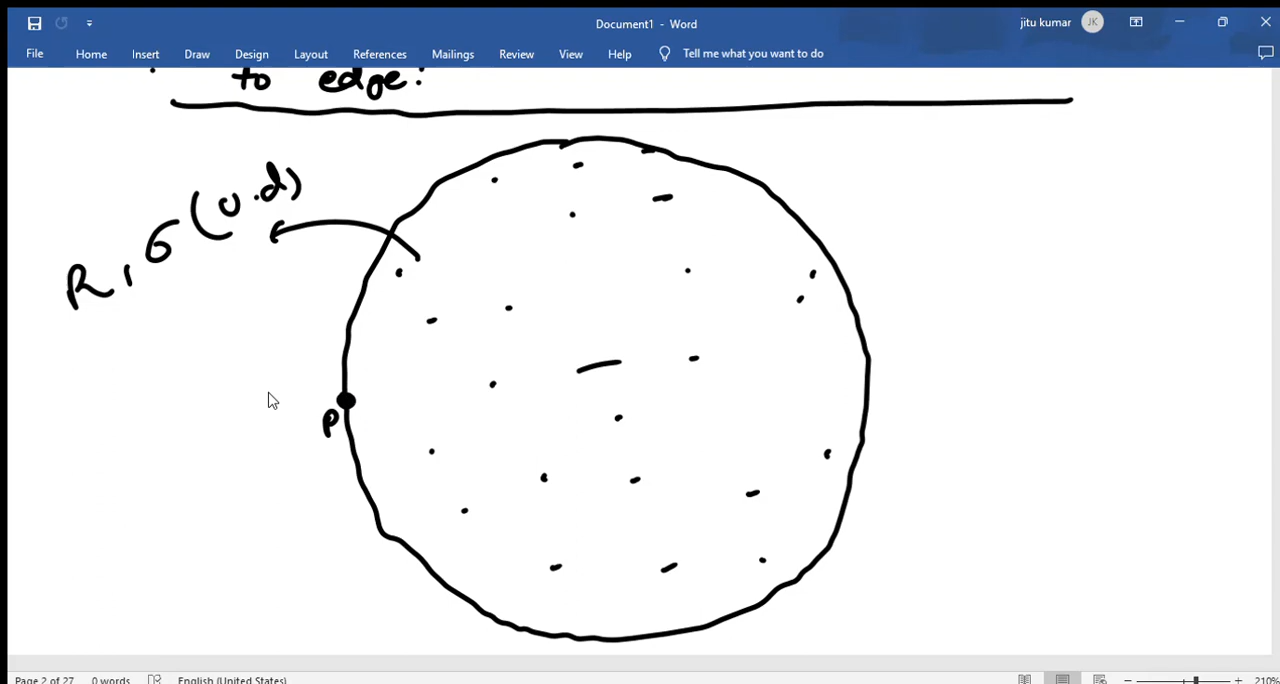 Document1 - Word
jitu kumar JK
File Home Insert Draw Design Layout References Mailings Review View Help Tell me what you want to do
to edge:
R, σ (U.d)
P
Page 2 of 27 0 words English (United States) 210%